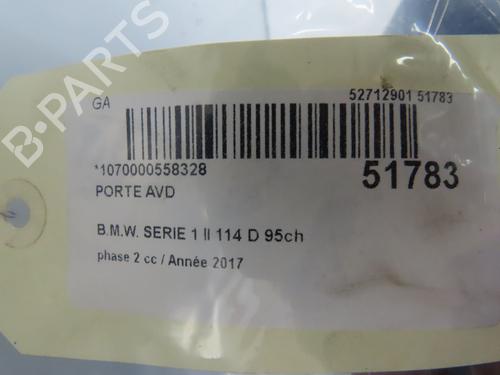 GA
52712901 51783
*1070000558328
51783
PORTE AVD
B.M.W. SERIE 1 II 114 D 95ch
phase 2 cc / Année 2017
B-PARTS